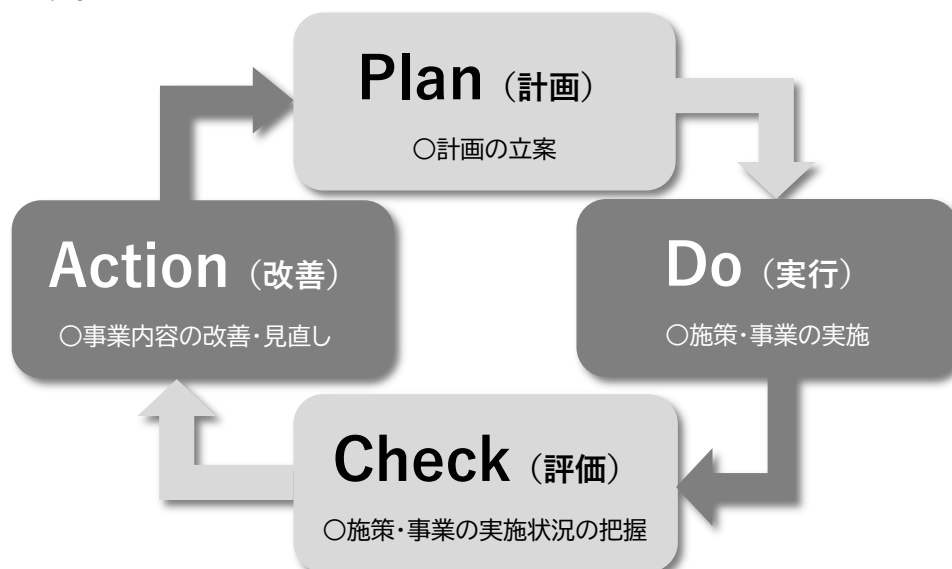 Plan（計画）
○計画の立案
Do（実行）
○施策・事業の実施
Check（評価）
○施策・事業の実施状況の把握
Action（改善）
○事業内容の改善・見直し